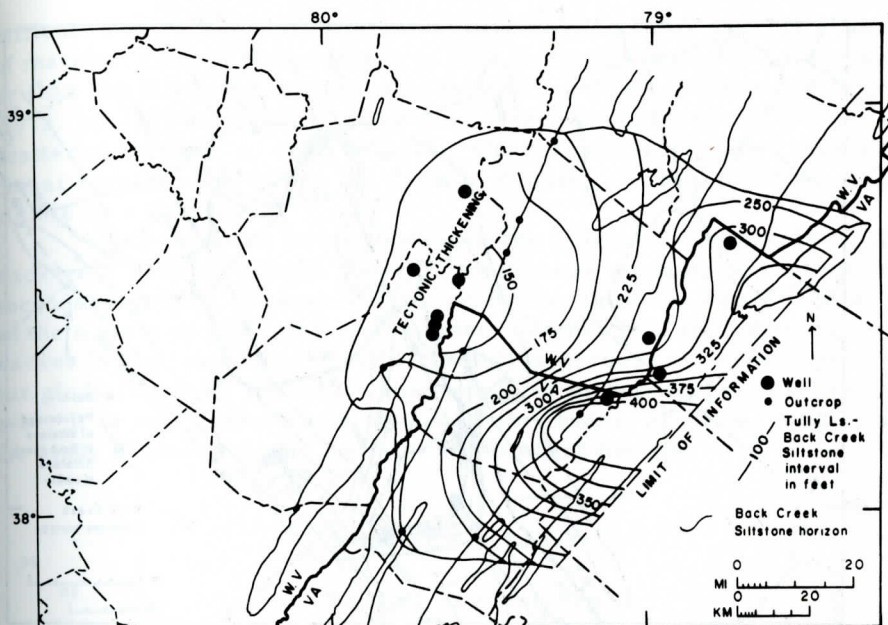 80°
79°
39°
38°
W.V.
VA
250
300
TECTONIC THICKENING
150
225
175
W.V.
VA
200
300
325
375
400
350
LIMIT OF INFORMATION
N
Well
Outcrop
100
Tully Ls.-
Back Creek
Siltstone
interval
in feet
Back Creek
Siltstone horizon
0 20
MI
0 20
KM
W.V.
VA